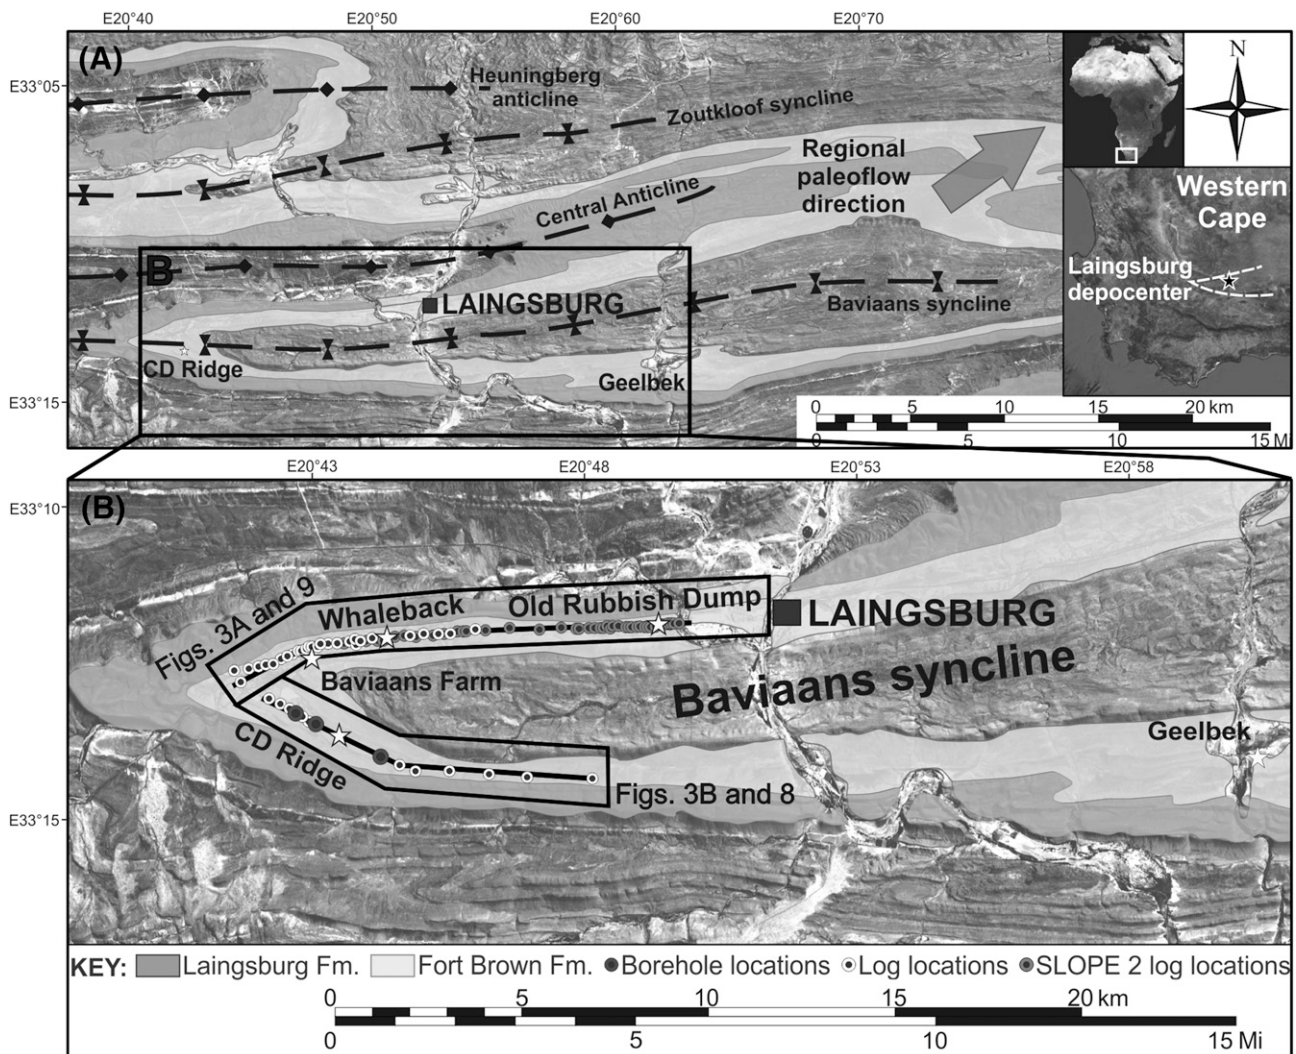 E20°40 E20°50 E20°60 E20°70
(A)
E33°05
Heuningberg
anticline
Zoutkloof syncline
N
Regional
paleoflow
direction
Western
Cape
Central Anticline
B
Laingsburg
depocenter
LAINGSBURG
Baviaans syncline
CD Ridge
Geelbek
E33°15
0 5 10 15 20 km
0 5 10 15 Mi
E20°43 E20°48 E20°53 E20°58
(B)
E33°10
Figs. 3A and 9
Whaleback
Old Rubbish Dump
LAINGSBURG
Baviaans Farm
Baviaans syncline
CD Ridge
Geelbek
Figs. 3B and 8
E33°15
KEY: Laingsburg Fm. Fort Brown Fm. Borehole locations Log locations SLOPE 2 log locations
0 5 10 15 20 km
0 5 10 15 Mi